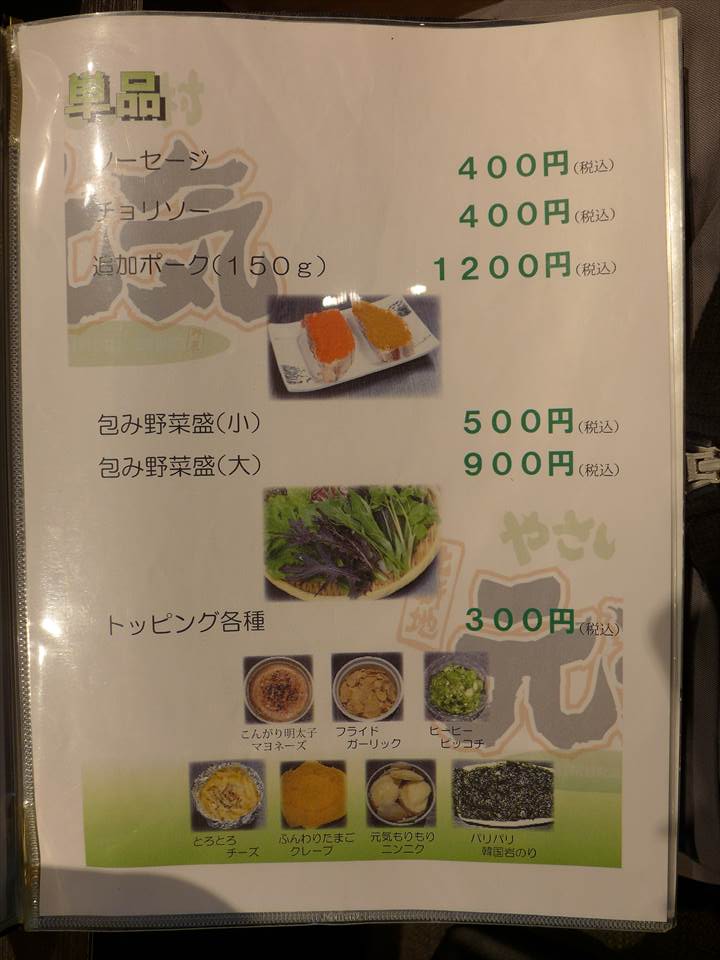 単品
ソーセージ 400円(税込)
チョリソー 400円(税込)
追加ポーク(150g) 1200円(税込)
包み野菜盛(小) 500円(税込)
包み野菜盛(大) 900円(税込)
やさい
元
トッピング各種 300円(税込)
こんがり明太子
マヨネーズ
フライド
ガーリック
ヒーヒー
ヒッコチ
とろとろ
チーズ
ふんわりたまご
クレープ
元気もりもり
ニンニク
パリパリ
韓国岩のり